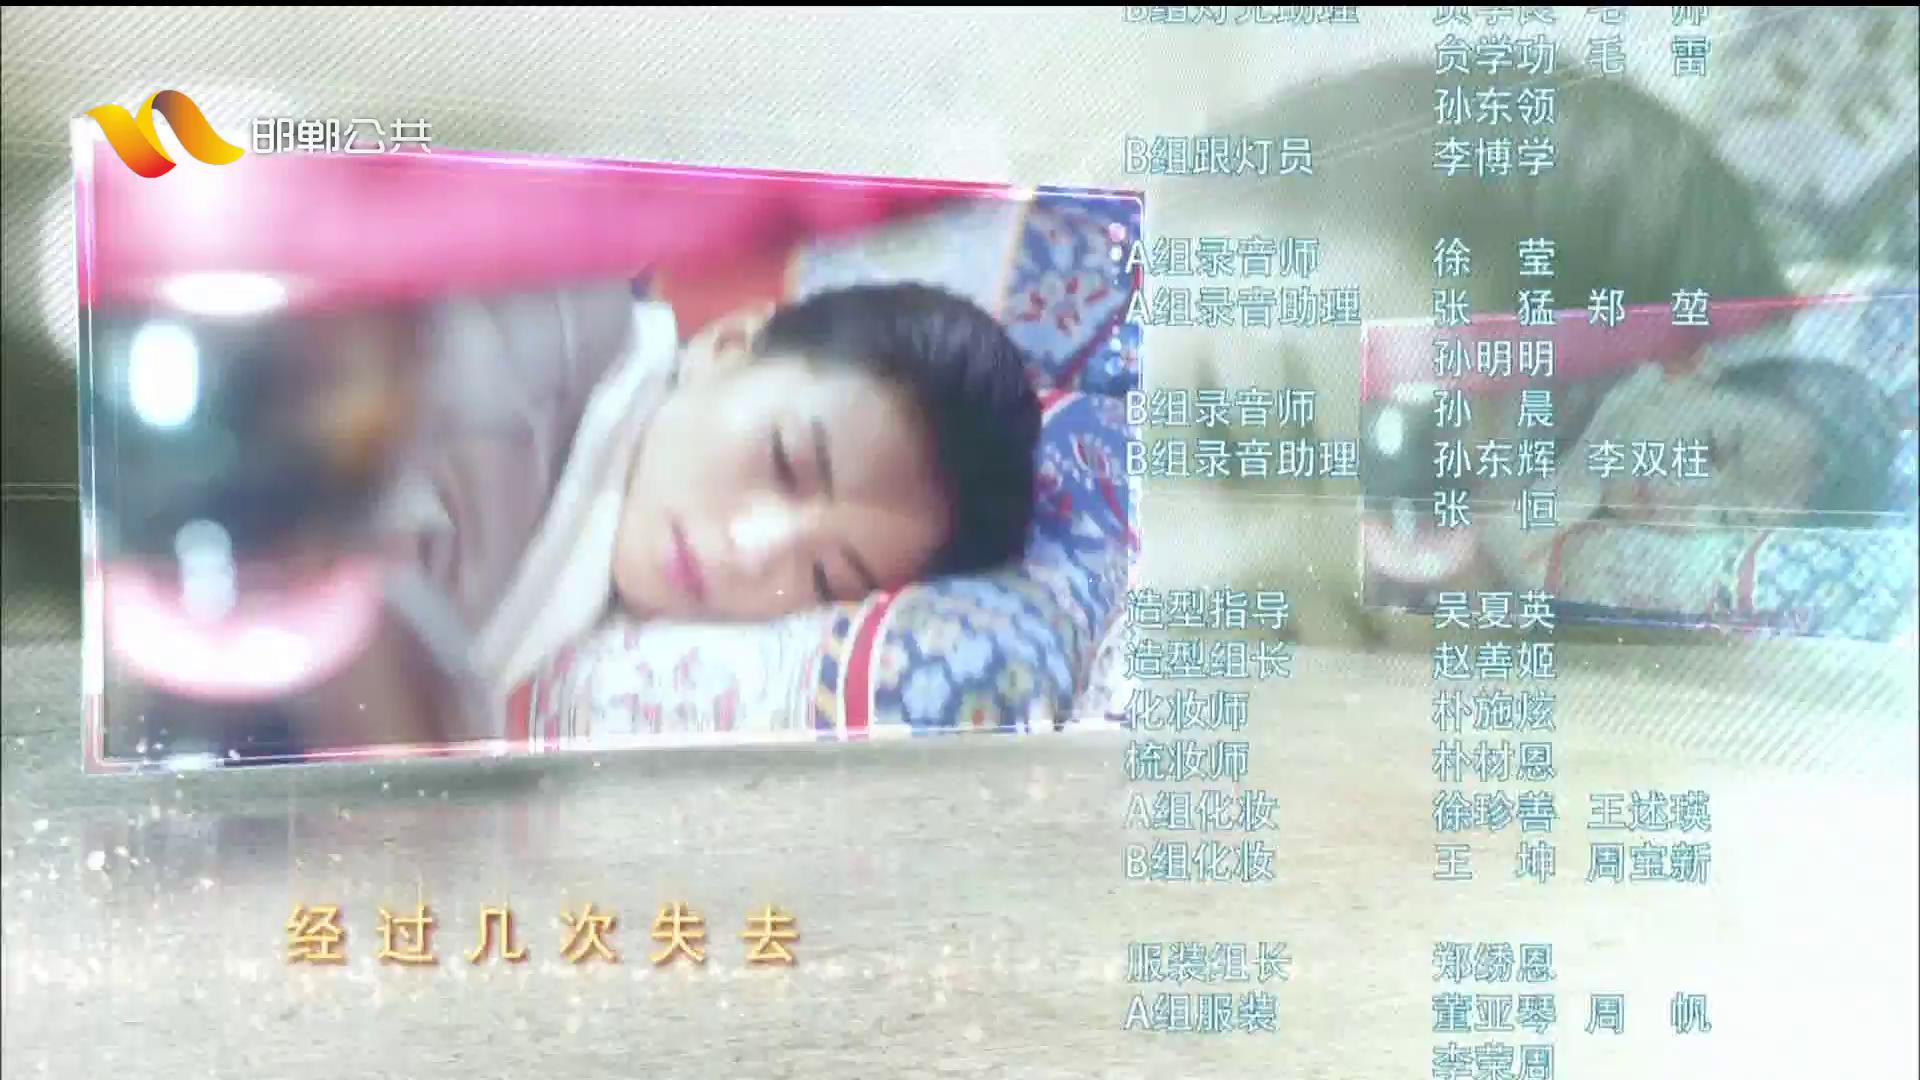 邯郸公共
贠学功 毛 雷
孙东领
B组跟灯员 李博学
A组录音师 徐 莹
A组录音助理 张 猛 郑 堃
孙明明
B组录音师 孙 晨
B组录音助理 孙东辉 李双柱
张 恒
造型指导 吴夏英
造型组长 赵善姬
化妆师 朴施炫
梳妆师 朴材恩
A组化妆 徐珍善 王述瑛
B组化妆 王 坤 周宝新
经过几次失去
服装组长 郑绣恩
A组服装 董亚琴 周 帆
李荣周